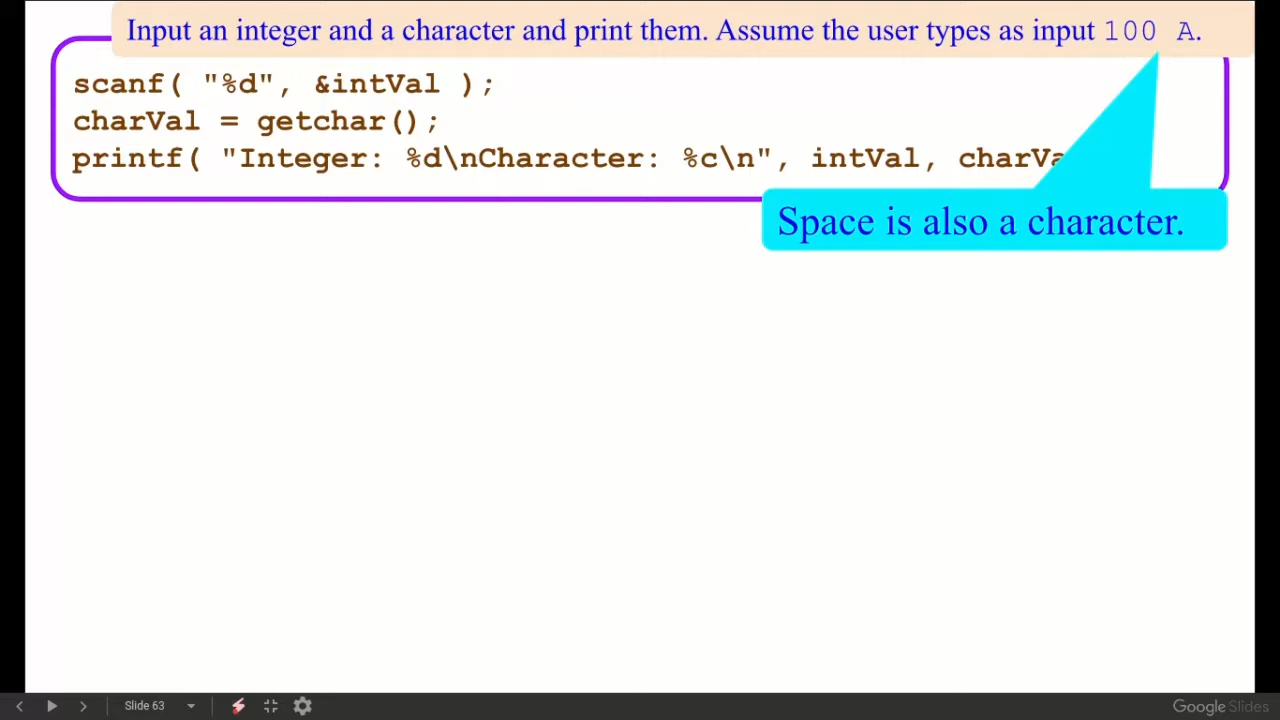 Input an integer and a character and print them. Assume the user types as input 100 A.
scanf( "%d", &intVal );
charVal = getchar();
printf( "Integer: %d\nCharacter: %c\n", intVal, charVa
Space is also a character.
Slide 63
Google Slides